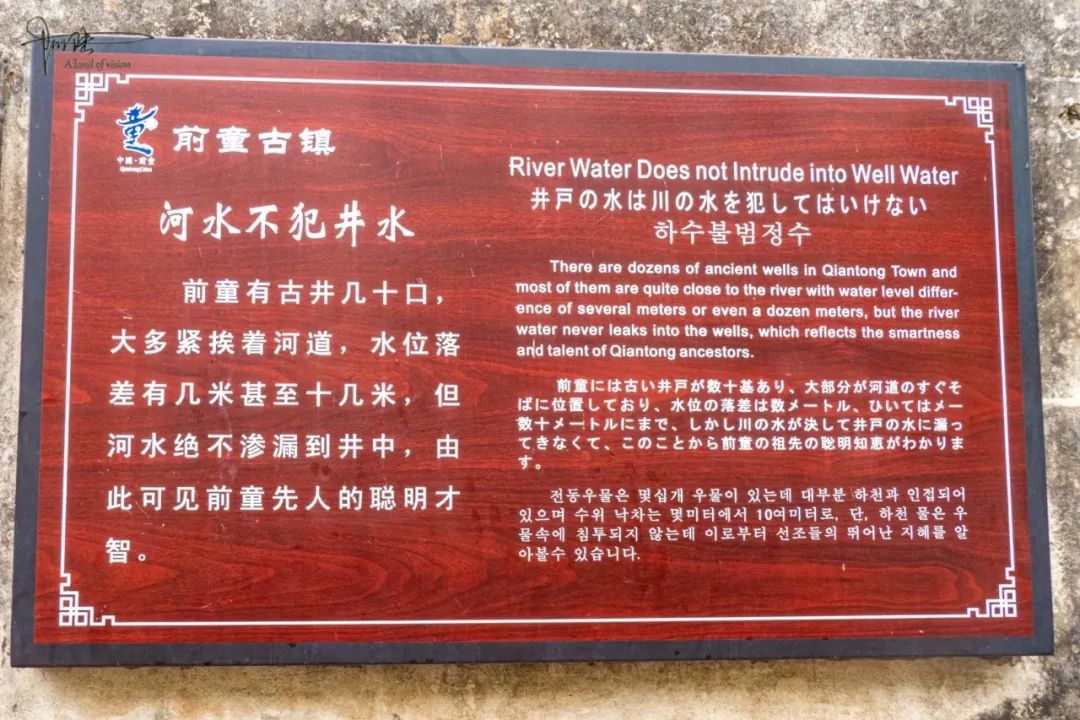 A land of vision
童
中國·前童
Qiantong China
前童古镇
河水不犯井水
前童有古井几十口，
大多紧挨着河道，水位落
差有几米甚至十几米，但
河水绝不渗漏到井中，由
此可见前童先人的聪明才
智。
River Water Does not Intrude into Well Water
井戸の水は川の水を犯してはいけない
하수불범정수
There are dozens of ancient wells in Qiantong Town and
most of them are quite close to the river with water level differ-
ence of several meters or even a dozen meters, but the river
water never leaks into the wells, which reflects the smartness
and talent of Qiantong ancestors.
前童には古い井戸が数十基あり、大部分が河道のすぐそ
ばに位置しており、水位の落差は数メートル、ひいてはメー
数十メートルにまで、しかし川の水が決して井戸の水に漏っ
てきなくて、このことから前童の祖先の聡明知恵がわかりま
す。
전동우물은 몇십개 우물이 있는데 대부분 하천과 인접되어
있으며 수위 낙차는 몇미터에서 10여미터로, 단, 하천 물은 우
물속에 침투되지 않는데 이로부터 선조들의 뛰어난 지혜를 알
아볼수 있습니다.